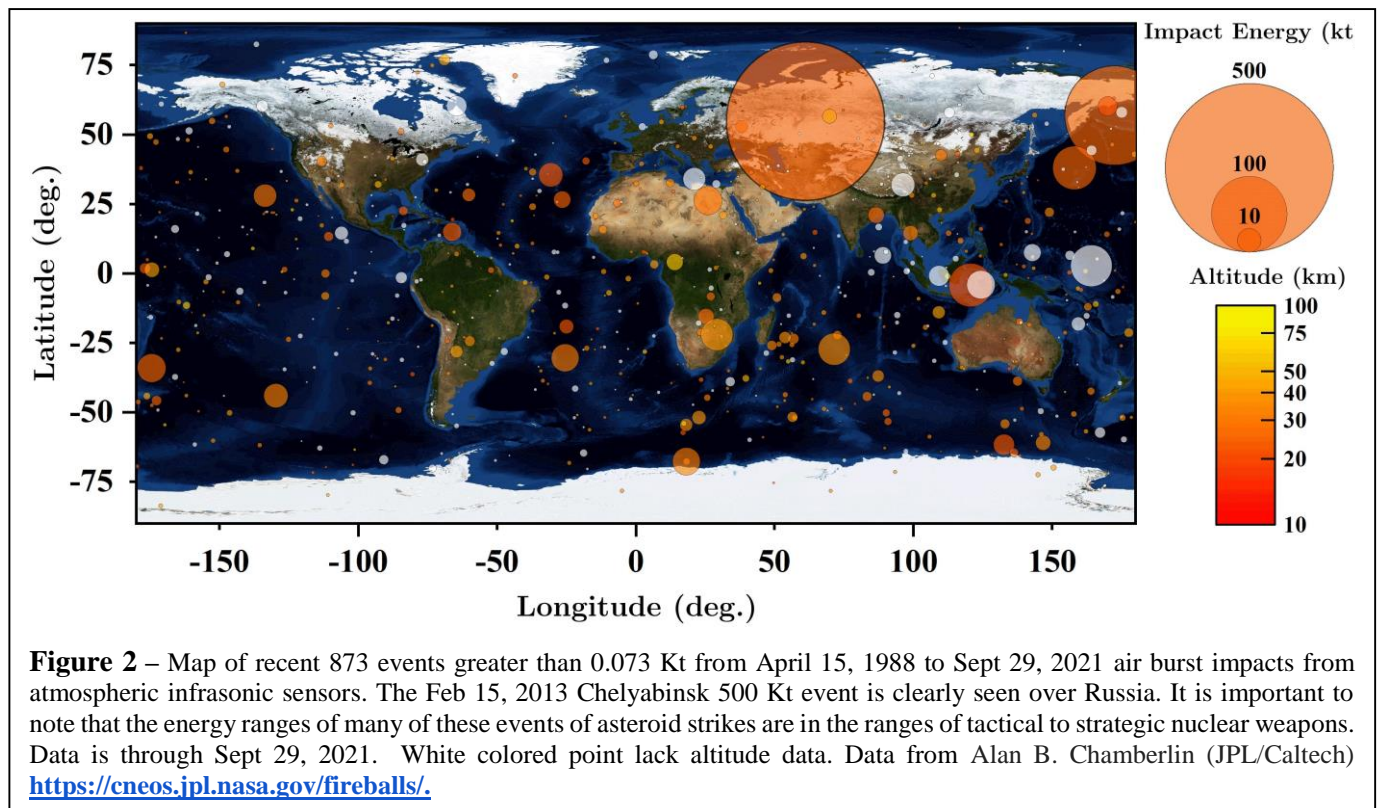 Impact Energy (kt
500
100
10
Altitude (km)
100
75
50
40
30
20
10
75
50
25
0
-25
-50
-75
Latitude (deg.)
-150
-100
-50
0
50
100
150
Longitude (deg.)
Figure 2 – Map of recent 873 events greater than 0.073 Kt from April 15, 1988 to Sept 29, 2021 air burst impacts from
atmospheric infrasonic sensors. The Feb 15, 2013 Chelyabinsk 500 Kt event is clearly seen over Russia. It is important to
note that the energy ranges of many of these events of asteroid strikes are in the ranges of tactical to strategic nuclear weapons.
Data is through Sept 29, 2021. White colored point lack altitude data. Data from Alan B. Chamberlin (JPL/Caltech)
https://cneos.jpl.nasa.gov/fireballs/.